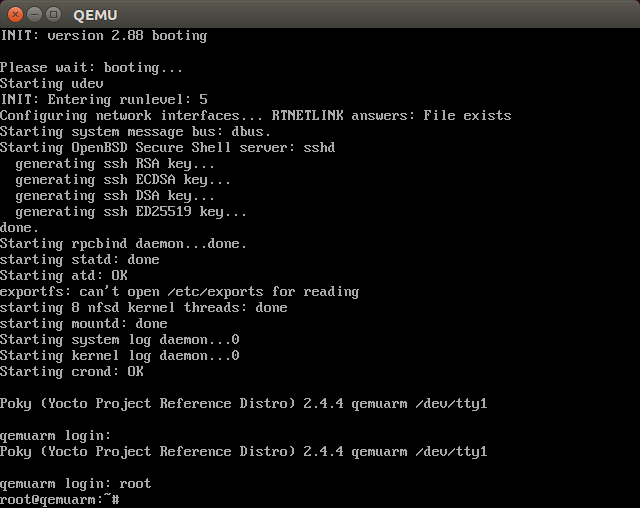 QEMU
INIT: version 2.88 booting
Please wait: booting...
Starting udev
INIT: Entering runlevel: 5
Configuring network interfaces... RTNETLINK answers: File exists
Starting system message bus: dbus.
Starting OpenBSD Secure Shell server: sshd
  generating ssh RSA key...
  generating ssh ECDSA key...
  generating ssh DSA key...
  generating ssh ED25519 key...
done.
Starting rpcbind daemon...done.
starting statd: done
Starting atd: OK
exportfs: can't open /etc/exports for reading
starting 8 nfsd kernel threads: done
starting mountd: done
Starting system log daemon...0
Starting kernel log daemon...0
Starting crond: OK
Poky (Yocto Project Reference Distro) 2.4.4 qemuarm /dev/tty1
qemuarm login:
Poky (Yocto Project Reference Distro) 2.4.4 qemuarm /dev/tty1
qemuarm login: root
root@qemuarm:~#